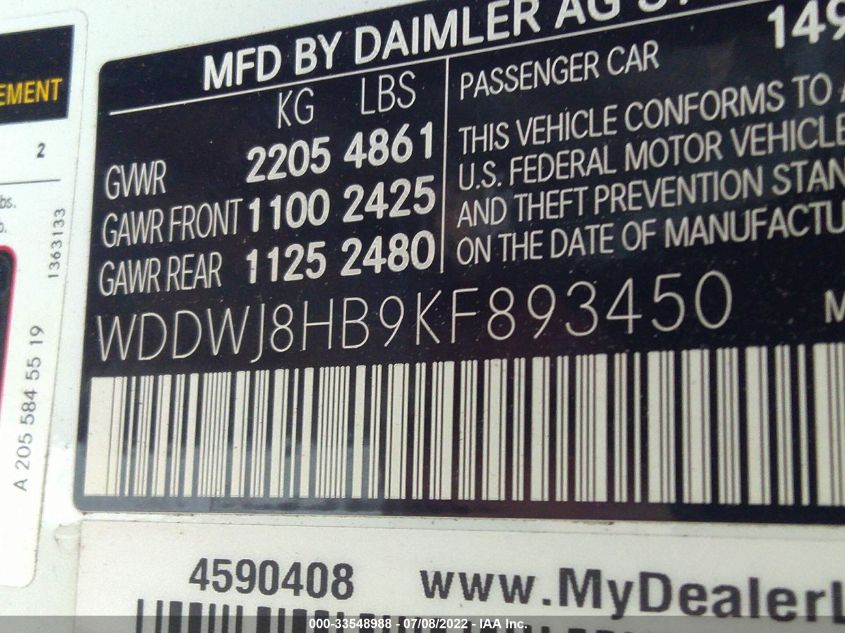 MFD BY DAIMLER AG
149
EMENT
KG LBS
PASSENGER CAR
GVWR 2205 4861
THIS VEHICLE CONFORMS TO
2
U.S. FEDERAL MOTOR VEHICLE
GAWR FRONT 1100 2425
AND THEFT PREVENTION STAN
bs.
b.
GAWR REAR 1125 2480
ON THE DATE OF MANUFACTU
1363133
WDDWJ8HB9KF893450
A 205 584 55 19
4590408 www.MyDealerL
000-33548988 - 07/08/2022 - IAA Inc.